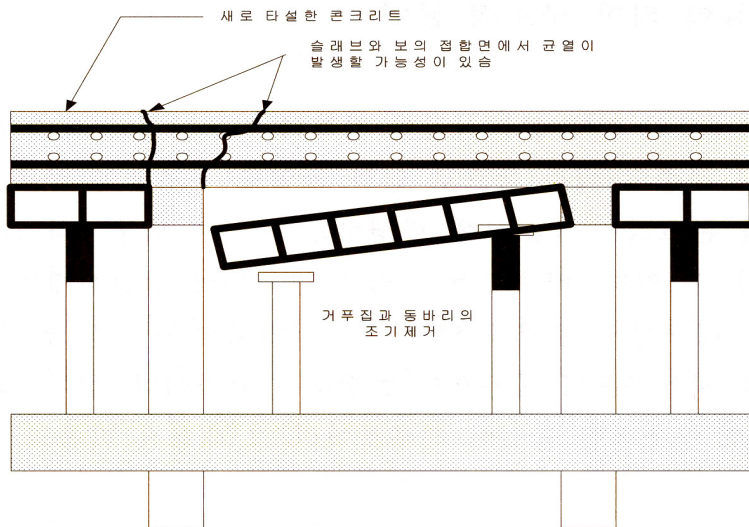 새로 타설한 콘크리트
슬래브와 보의 접합면에서 균열이
발생할 가능성이 있슴
거푸집과 동바리의
조기제거